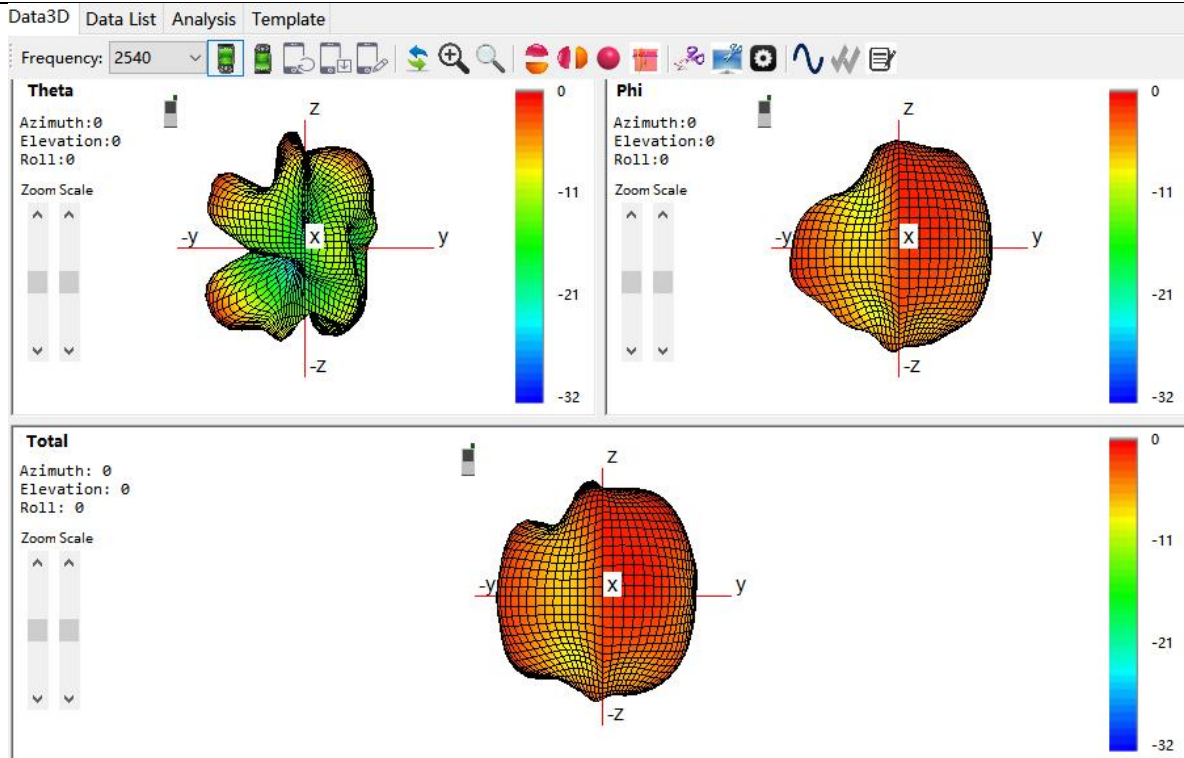 Data3D Data List Analysis Template
Frequency: 2540
Theta
Azimuth:0
Elevation:0
Roll:0
Zoom Scale
z
-y
x
y
-z
0
-11
-21
-32
Phi
Azimuth:0
Elevation:0
Roll:0
Zoom Scale
z
-y
x
y
-z
0
-11
-21
-32
Total
Azimuth: 0
Elevation: 0
Roll: 0
Zoom Scale
z
-y
x
y
-z
0
-11
-21
-32